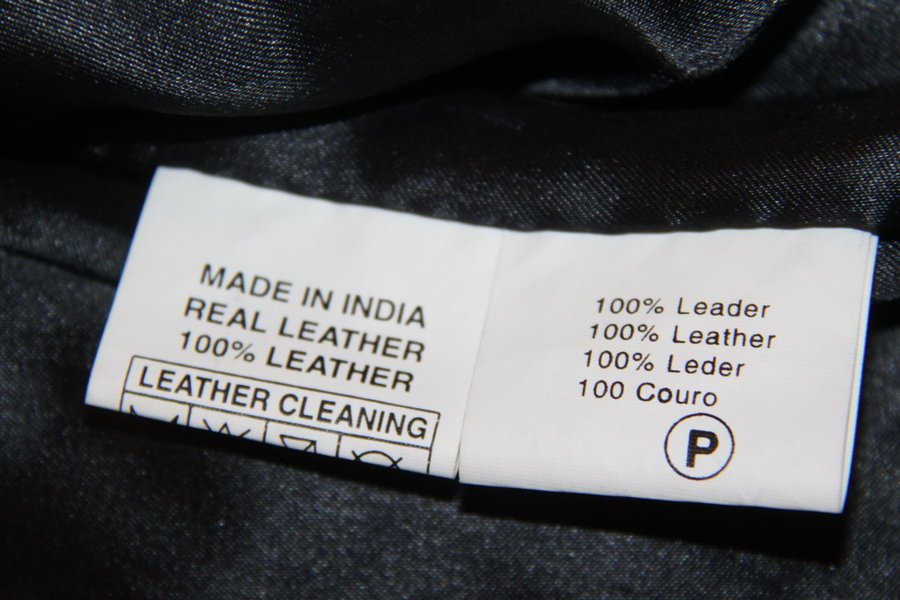 MADE IN INDIA
REAL LEATHER
100% LEATHER
LEATHER CLEANING
100% Leader
100% Leather
100% Leder
100 Couro
P